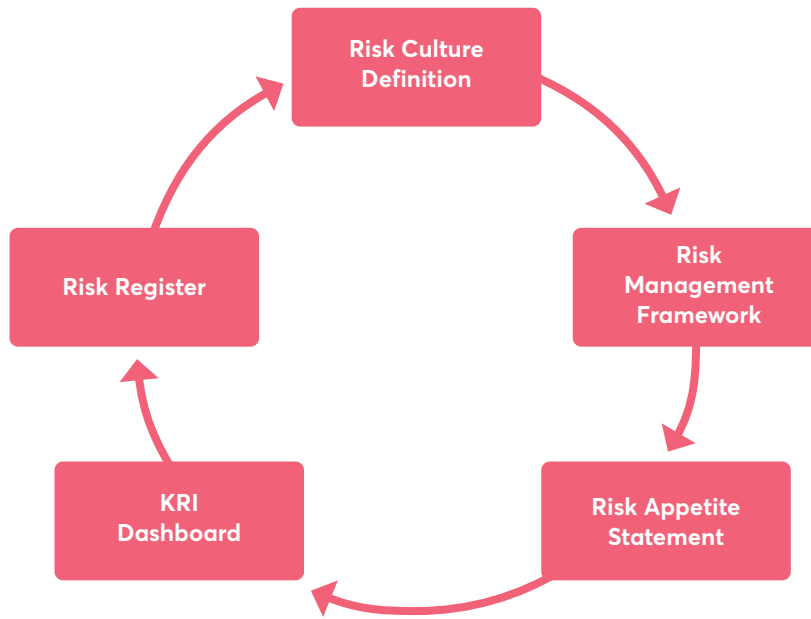 Risk Culture
Definition
Risk
Management
Framework
Risk Appetite
Statement
KRI
Dashboard
Risk Register